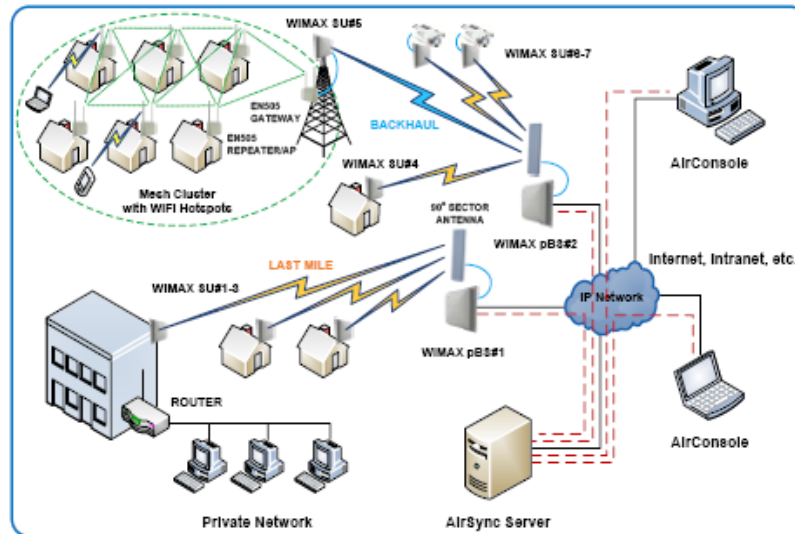 WIMAX SU#5
WIMAX SU#6-7
EN505
GATEWAY
BACKHAUL
EN505
REPEATER/AP
Mesh Cluster
with WIFI Hotspots
WIMAX SU#4
AirConsole
90° SECTOR
ANTENNA
WIMAX pBS#2
Internet, Intranet, etc.
LAST MILE
WIMAX SU#1-3
IP Network
WIMAX pBS#1
ROUTER
AirConsole
Private Network
AirSync Server